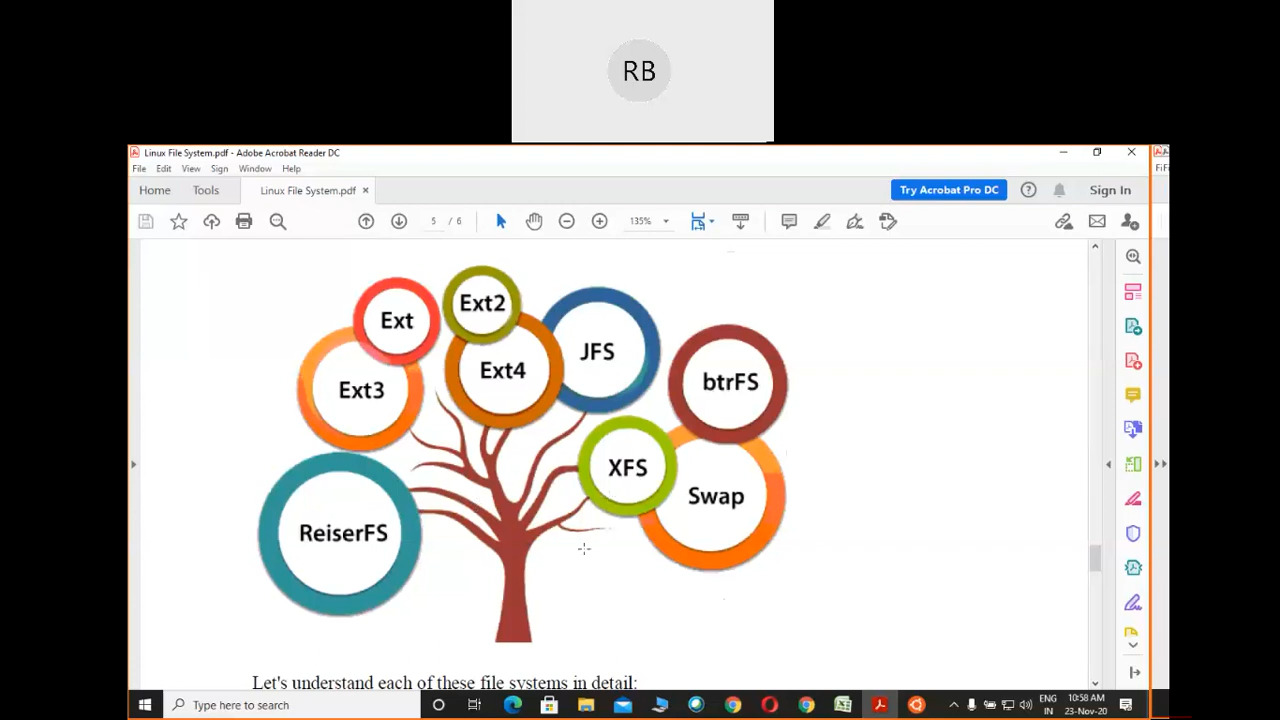 RB
Linux File System.pdf - Adobe Acrobat Reader DC
File Edit View Sign Window Help
Home Tools Linux File System.pdf ×
Try Acrobat Pro DC Sign In
5 / 6 135%
Ext
Ext2
Ext3
Ext4
JFS
btrFS
XFS
Swap
ReiserFS
Let's understand each of these file systems in detail:
Type here to search
ENG
IN
10:58 AM
23-Nov-20